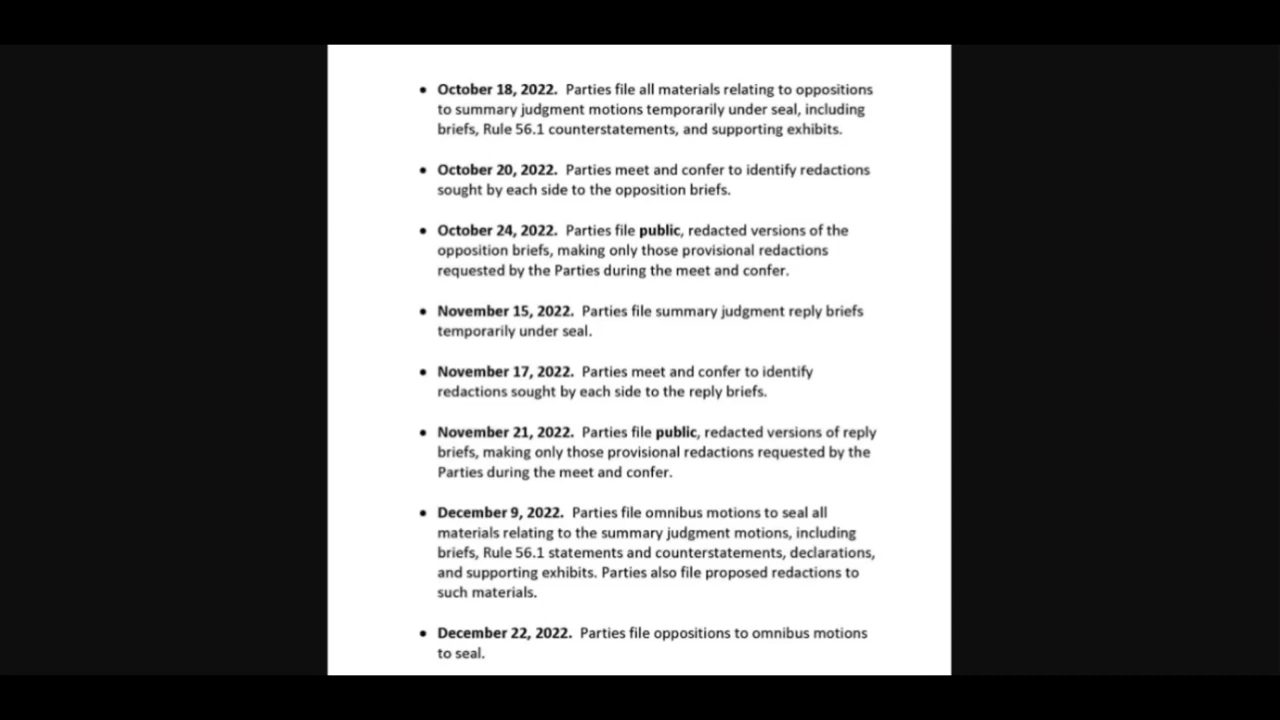 • October 18, 2022. Parties file all materials relating to oppositions
to summary judgment motions temporarily under seal, including
briefs, Rule 56.1 counterstatements, and supporting exhibits.
• October 20, 2022. Parties meet and confer to identify redactions
sought by each side to the opposition briefs.
• October 24, 2022. Parties file public, redacted versions of the
opposition briefs, making only those provisional redactions
requested by the Parties during the meet and confer.
• November 15, 2022. Parties file summary judgment reply briefs
temporarily under seal.
• November 17, 2022. Parties meet and confer to identify
redactions sought by each side to the reply briefs.
• November 21, 2022. Parties file public, redacted versions of reply
briefs, making only those provisional redactions requested by the
Parties during the meet and confer.
• December 9, 2022. Parties file omnibus motions to seal all
materials relating to the summary judgment motions, including
briefs, Rule 56.1 statements and counterstatements, declarations,
and supporting exhibits. Parties also file proposed redactions to
such materials.
• December 22, 2022. Parties file oppositions to omnibus motions
to seal.